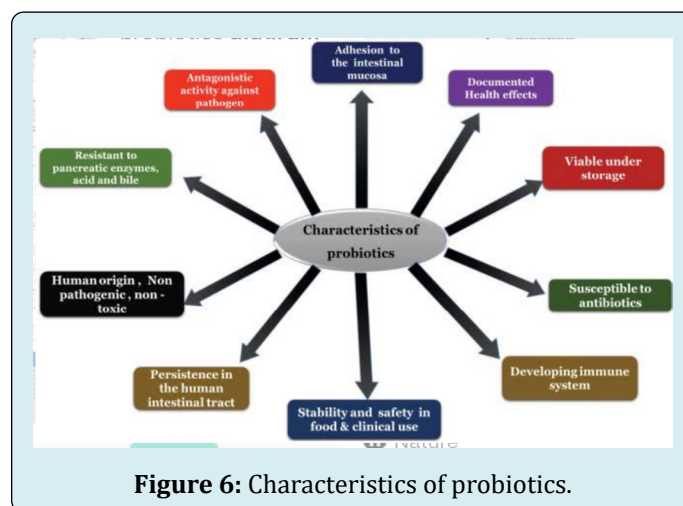 Adhesion to
the intestinal
mucosa
Documented
Health effects
Antagonistic
activity against
pathogen
Viable under
storage
Resistant to
pancreatic enzymes,
acid and bile
Characteristics of
probiotics
Human origin , Non
pathogenic , non -
toxic
Susceptible to
antibiotics
Persistence in
the human
intestinal tract
Developing immune
system
Stability and safety in
food & clinical use
Nature
Figure 6: Characteristics of probiotics.